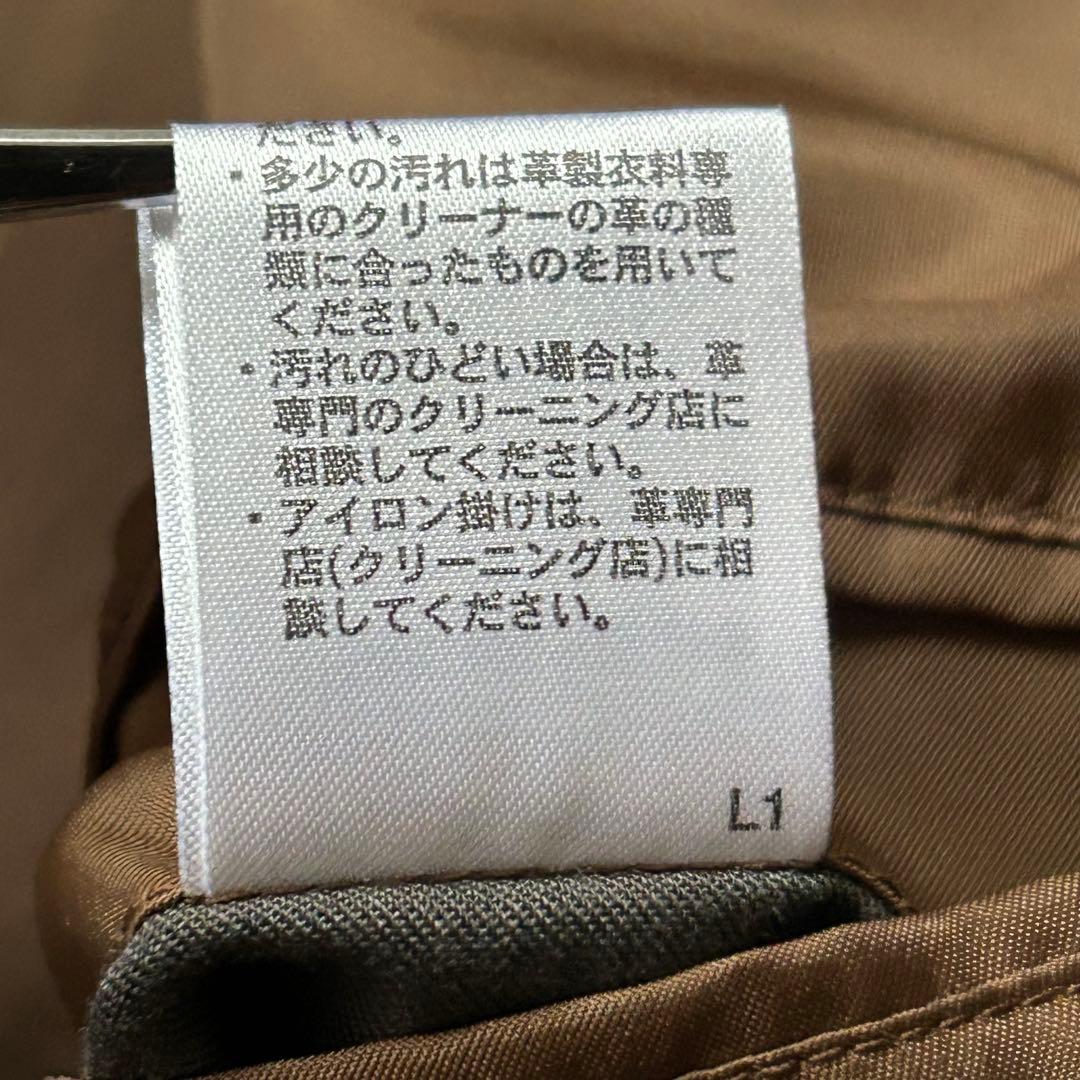 ださい。
・多少の汚れは革製衣料専
用のクリーナーの革の種
類に合ったものを用いて
ください。
・汚れのひどい場合は、革
専門のクリーニング店に
相談してください。
・アイロン掛けは、革専門
店(クリーニング店)に相
談してください。
L1